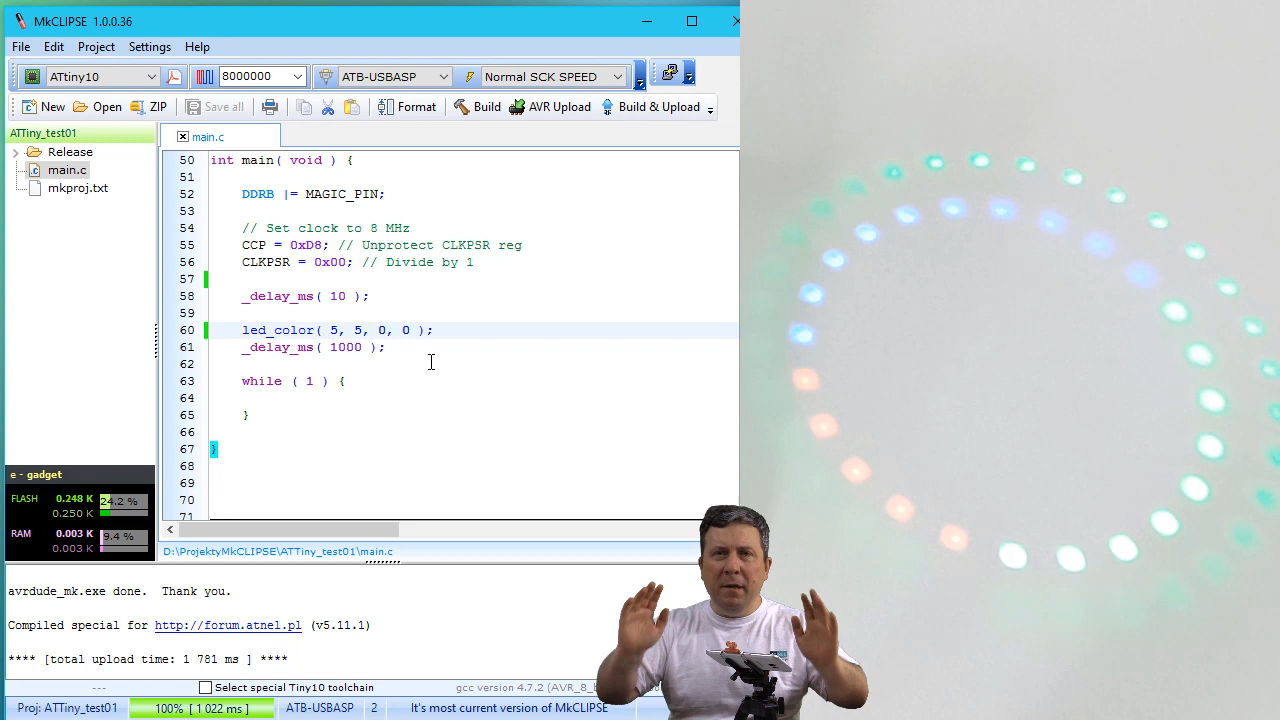 MkCLIPSE 1.0.0.36
File Edit Project Settings Help
ATtiny10 8000000 ATB-USBASP Normal SCK SPEED
New Open ZIP Save all Format Build AVR Upload Build & Upload
ATTiny_test01
Release
main.c
mkproj.txt
main.c
50 int main( void ) {
51
52 DDRB |= MAGIC_PIN;
53
54 // Set clock to 8 MHz
55 CCP = 0xD8; // Unprotect CLKPSR reg
56 CLKPSR = 0x00; // Divide by 1
57
58 _delay_ms( 10 );
59
60 led_color( 5, 5, 0, 0 );
61 _delay_ms( 1000 );
62
63 while ( 1 ) {
64
65 }
66
67 }
68
69
70
71
e - gadget
FLASH 0.248 K 24.2 %
0.250 K
RAM 0.003 K 9.4 %
0.003 K
D:\ProjektyMkCLIPSE\ATTiny_test01\main.c
done. Thank you.
Compiled special for http://forum.atnel.pl (v5.11.1)
[total upload time: 1 781 ms ] ****
--- Select special Tiny10 toolchain gcc version 4.7.2
Proj: ATTiny_test01 100% [ 1 022 ms ] ATB-USBASP 2 It's most current version of MkCLIPSE